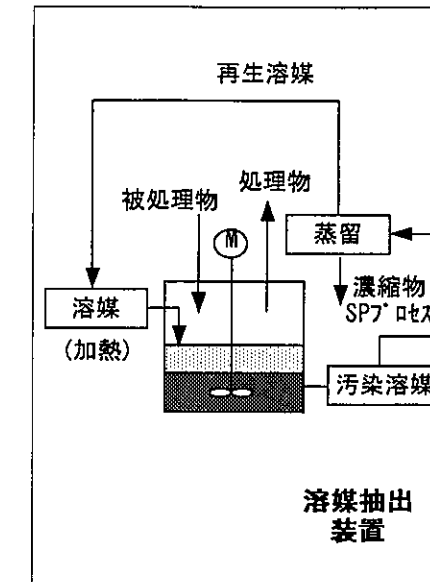 再生溶媒
被処理物
処理物
M
蒸留
溶媒
(加熱)
濃縮物
SPプロセス
汚染溶媒
溶媒抽出
装置